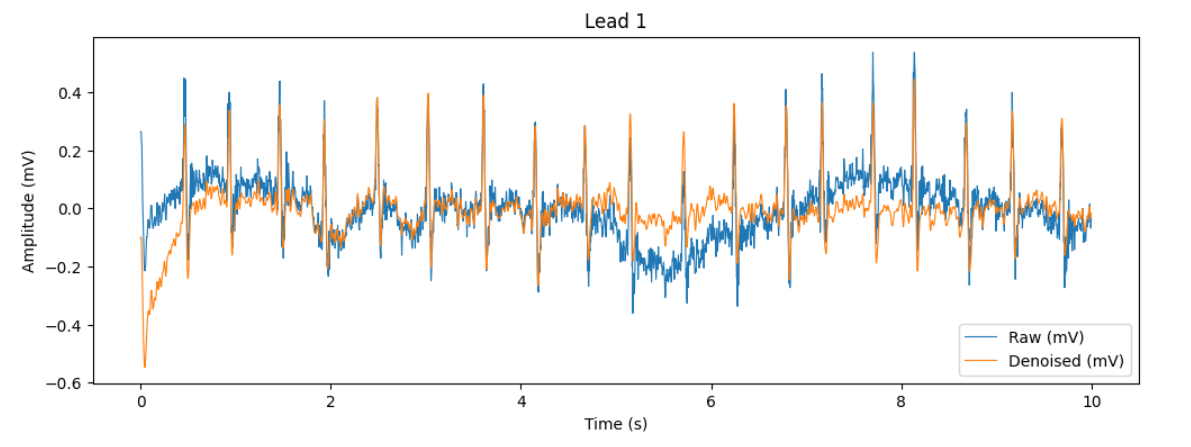 Lead 1
Amplitude (mV)
0.4
0.2
0.0
−0.2
−0.4
−0.6
0
2
4
6
8
10
Time (s)
Raw (mV)
Denoised (mV)